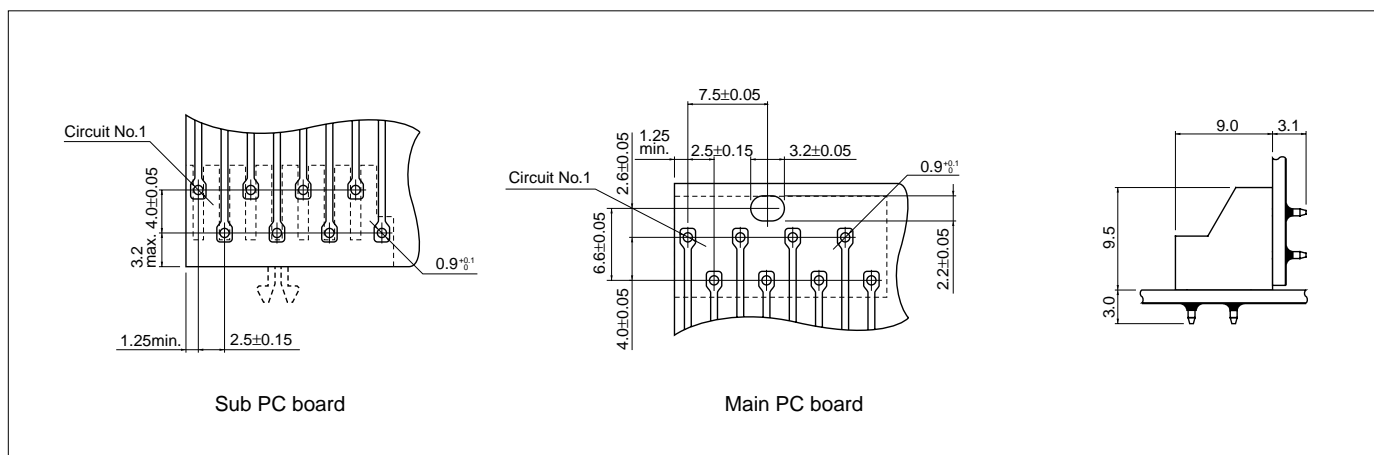 Circuit No.1
4.0±0.05
3.2
max.
0.9 +0.1 0
1.25min.
2.5±0.15
Sub PC board
7.5±0.05
1.25
min.
2.5±0.15
3.2±0.05
2.6±0.05
0.9 +0.1 0
Circuit No.1
6.6±0.05
2.2±0.05
4.0±0.05
Main PC board
9.0
3.1
9.5
3.0